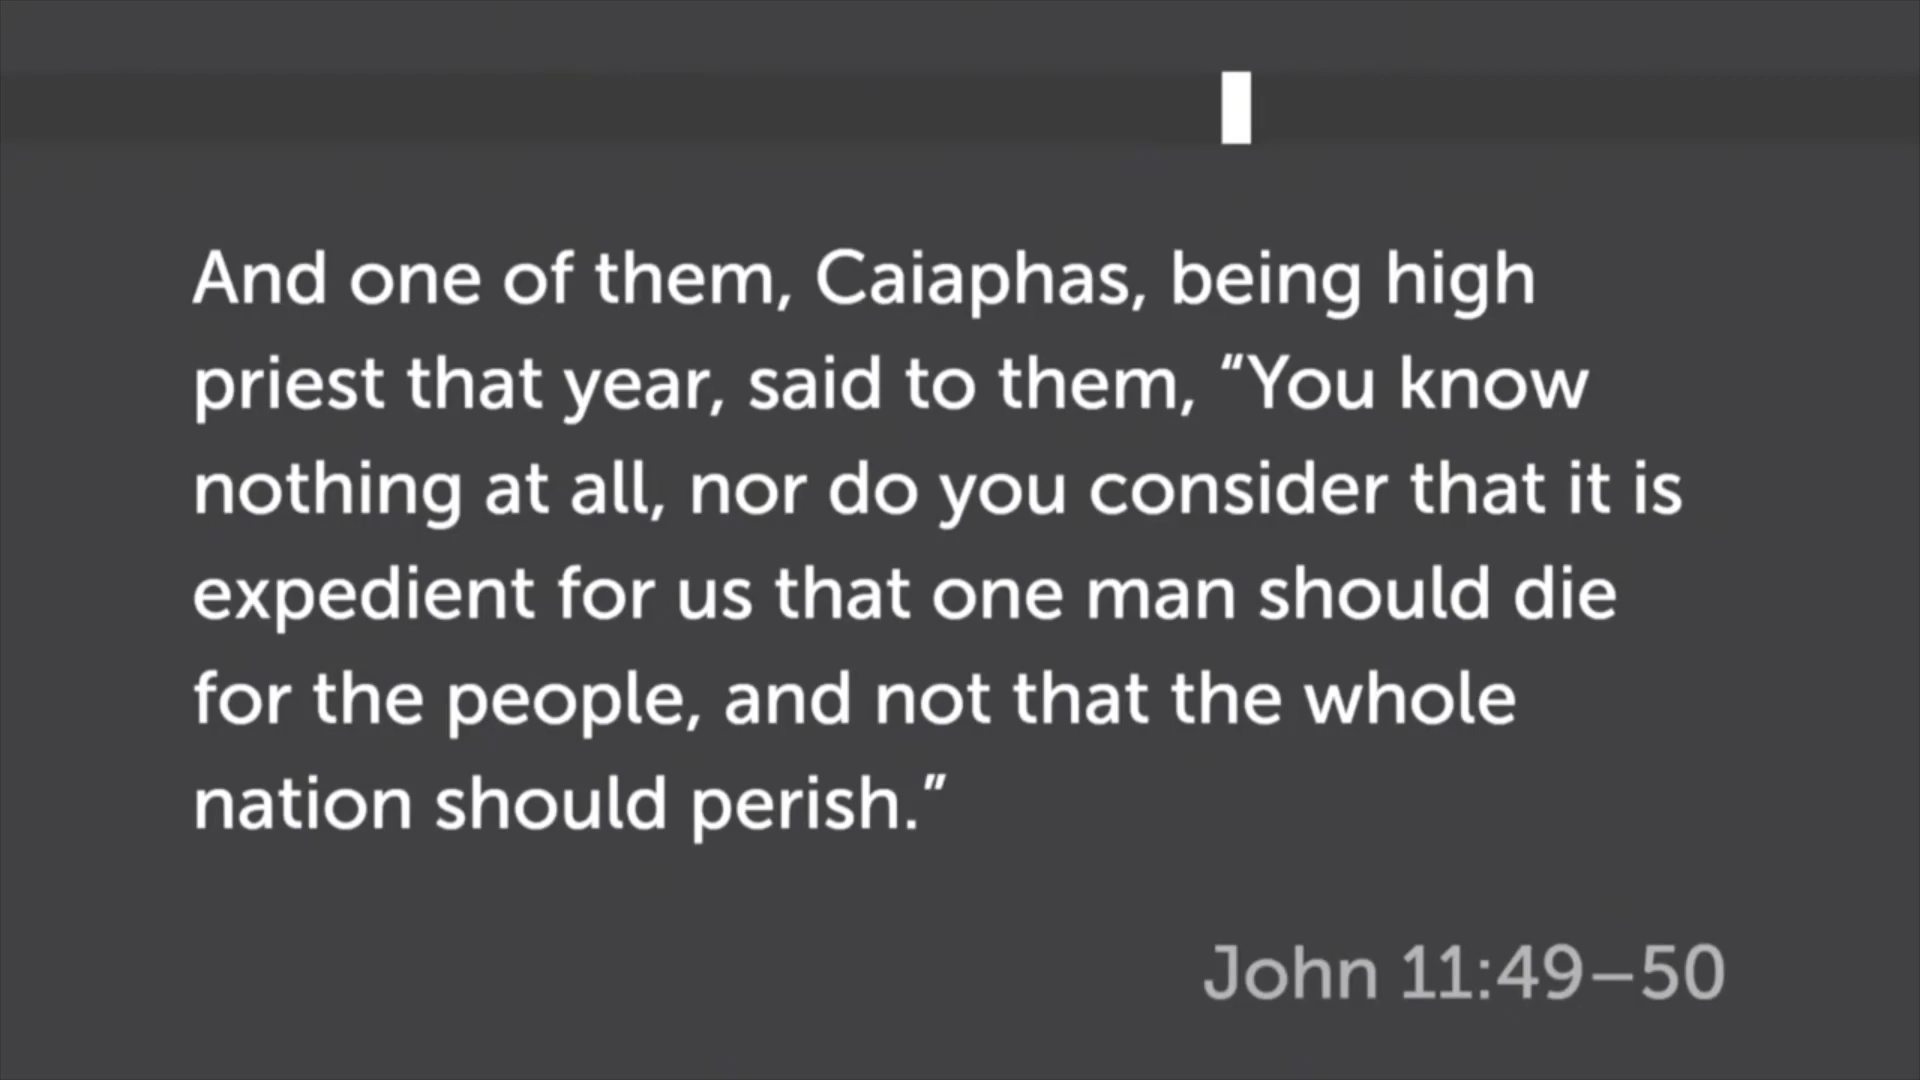 And one of them, Caiaphas, being high
priest that year, said to them, “You know
nothing at all, nor do you consider that it is
expedient for us that one man should die
for the people, and not that the whole
nation should perish.”
John 11:49–50